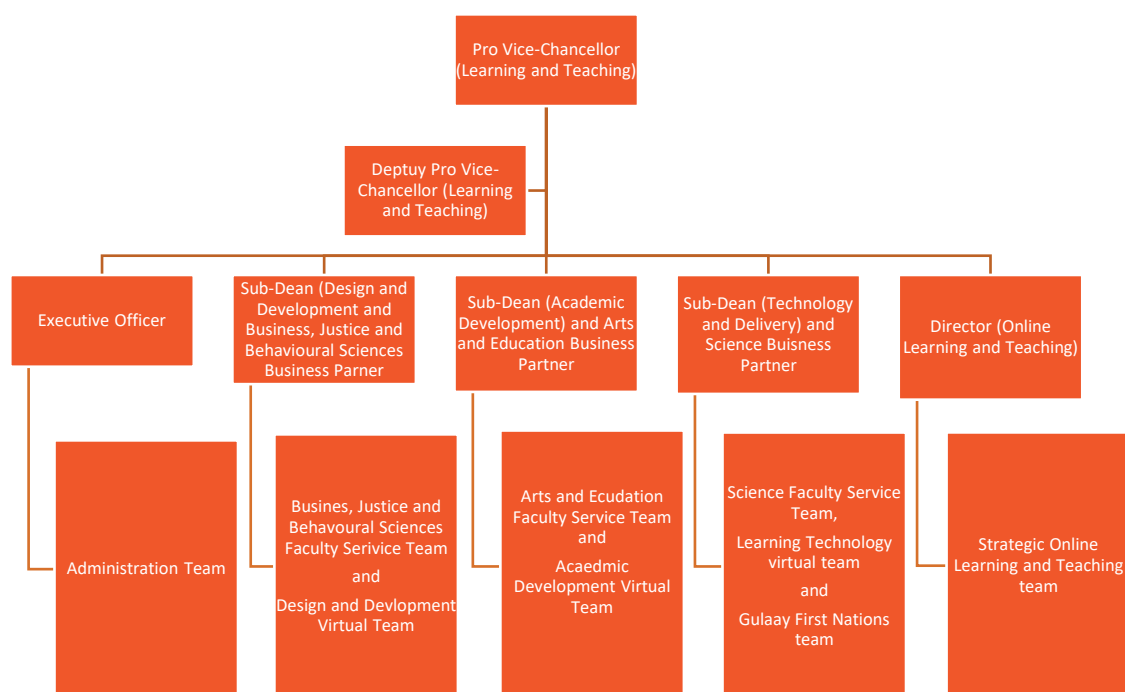 Pro Vice-Chancellor
(Learning and Teaching)
Deptuy Pro Vice-
Chancellor (Learning
and Teaching)
Executive Officer
Sub-Dean (Design and
Development and
Business, Justice and
Behavioural Sciences
Business Parner
Sub-Dean (Academic
Development) and Arts
and Education Business
Partner
Sub-Dean (Technology
and Delivery) and
Science Buisness
Partner
Director (Online
Learning and Teaching)
Administration Team
Busines, Justice and
Behavoural Sciences
Faculty Serivice Team
and
Design and Devlopment
Virtual Team
Arts and Ecudation
Faculty Service Team
and
Acaedmic
Development Virtual
Team
Science Faculty Service
Team,
Learning Technology
virtual team
and
Gulaay First Nations
team
Strategic Online
Learning and Teaching
team